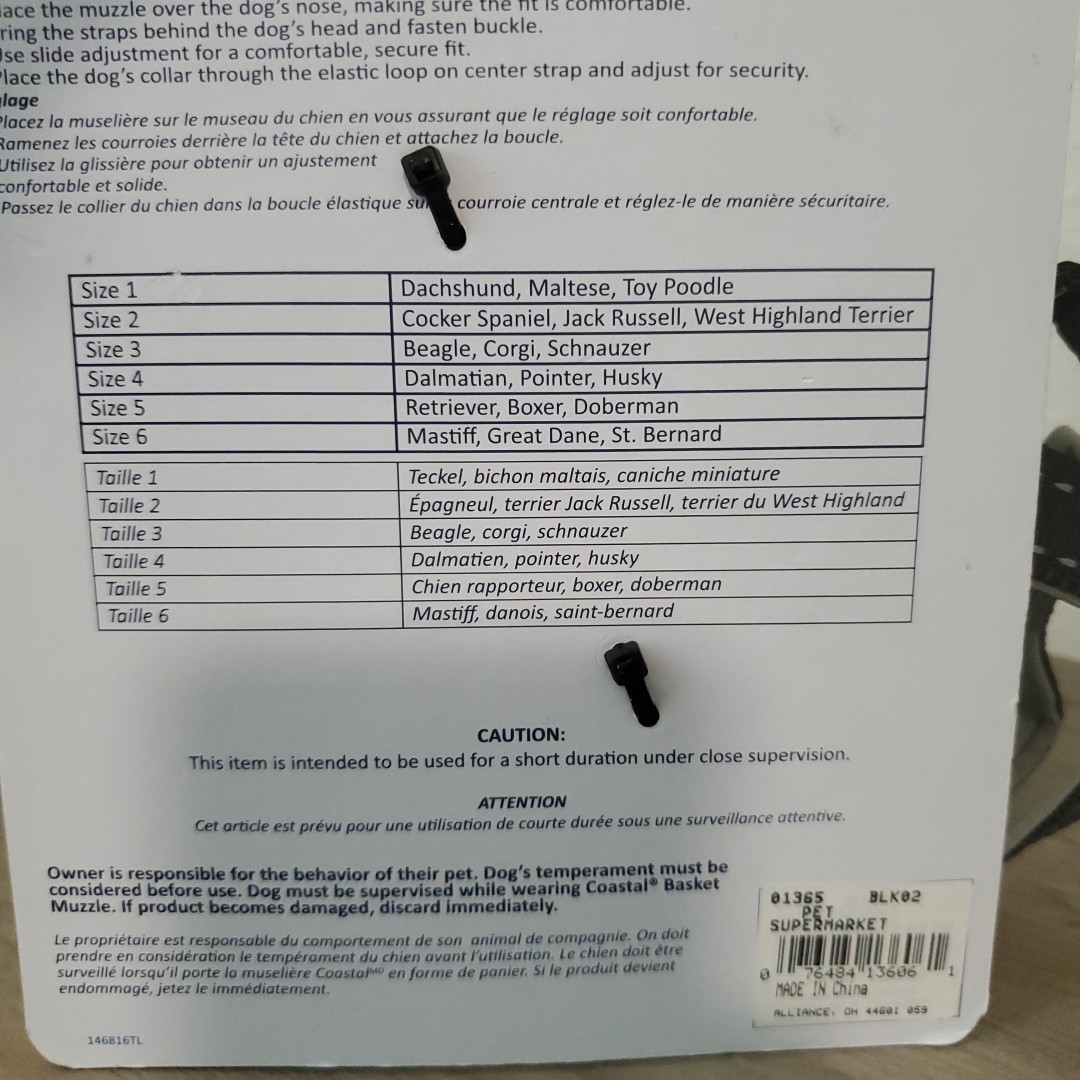 lace the muzzle over the dog's nose, making sure the fit is comfortable.
ring the straps behind the dog's head and fasten buckle.
Use slide adjustment for a comfortable, secure fit.
Place the dog's collar through the elastic loop on center strap and adjust for security.
glage
Placez la muselière sur le museau du chien en vous assurant que le réglage soit confortable.
Ramenez les courroies derrière la tête du chien et attachez la boucle.
Utilisez la glissière pour obtenir un ajustement
confortable et solide.
Passez le collier du chien dans la boucle élastique su courroie centrale et réglez-le de manière sécuritaire.
Size 1 Dachshund, Maltese, Toy Poodle
Size 2 Cocker Spaniel, Jack Russell, West Highland Terrier
Size 3 Beagle, Corgi, Schnauzer
Size 4 Dalmatian, Pointer, Husky
Size 5 Retriever, Boxer, Doberman
Size 6 Mastiff, Great Dane, St. Bernard
Taille 1 Teckel, bichon maltais, caniche miniature
Taille 2 Épagneul, terrier Jack Russell, terrier du West Highland
Taille 3 Beagle, corgi, schnauzer
Taille 4 Dalmatien, pointer, husky
Taille 5 Chien rapporteur, boxer, doberman
Taille 6 Mastiff, danois, saint-bernard
CAUTION:
This item is intended to be used for a short duration under close supervision.
ATTENTION
Cet article est prévu pour une utilisation de courte durée sous une surveillance attentive.
Owner is responsible for the behavior of their pet. Dog's temperament must be
considered before use. Dog must be supervised while wearing Coastal® Basket
Muzzle. If product becomes damaged, discard immediately.
Le propriétaire est responsable du comportement de son animal de compagnie. On doit
prendre en considération le tempérament du chien avant l'utilisation. Le chien doit être
surveillé lorsqu'il porte la muselière Coastal^MD en forme de panier. Si le produit devient
endommagé, jetez le immédiatement.
146816TL
01365 BLK02
PET
SUPERMARKET
0 76484 13606 1
MADE IN China
ALLIANCE, OH 44601 059